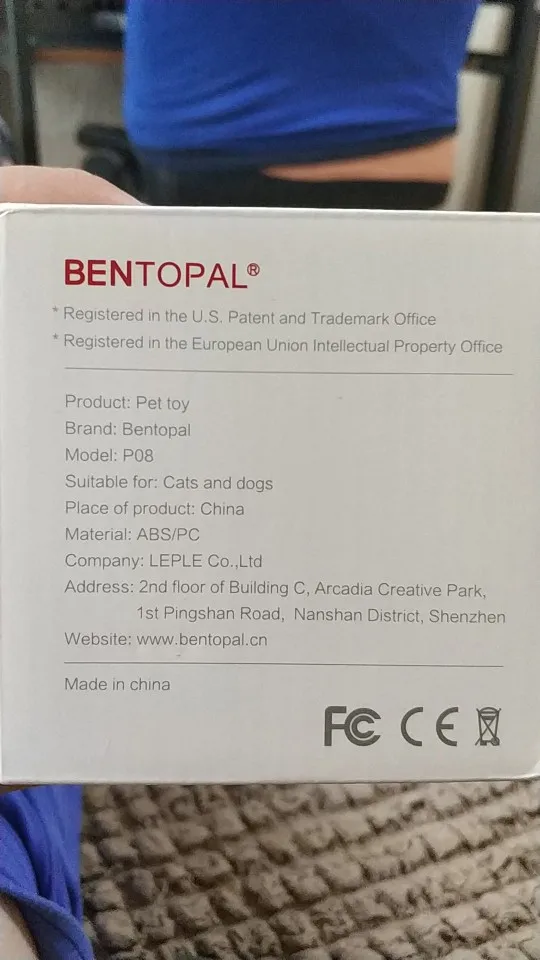 BENTOPAL®
* Registered in the U.S. Patent and Trademark Office
* Registered in the European Union Intellectual Property Office
Product: Pet toy
Brand: Bentopal
Model: P08
Suitable for: Cats and dogs
Place of product: China
Material: ABS/PC
Company: LEPLE Co.,Ltd
Address: 2nd floor of Building C, Arcadia Creative Park,
1st Pingshan Road, Nanshan District, Shenzhen
Website: www.bentopal.cn
Made in china
FC CE